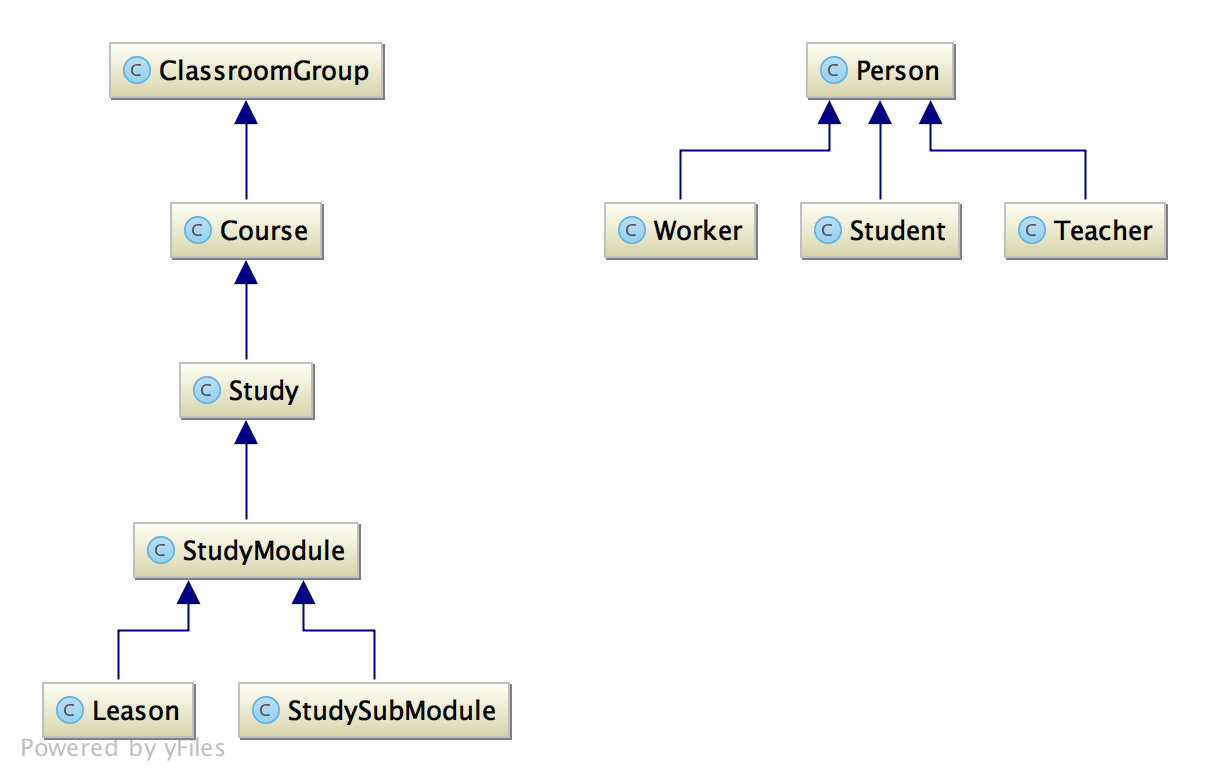 C ClassroomGroup
C Person
C Course
C Worker
C Student
C Teacher
C Study
C StudyModule
C Leason
C StudySubModule
Powered by yFiles